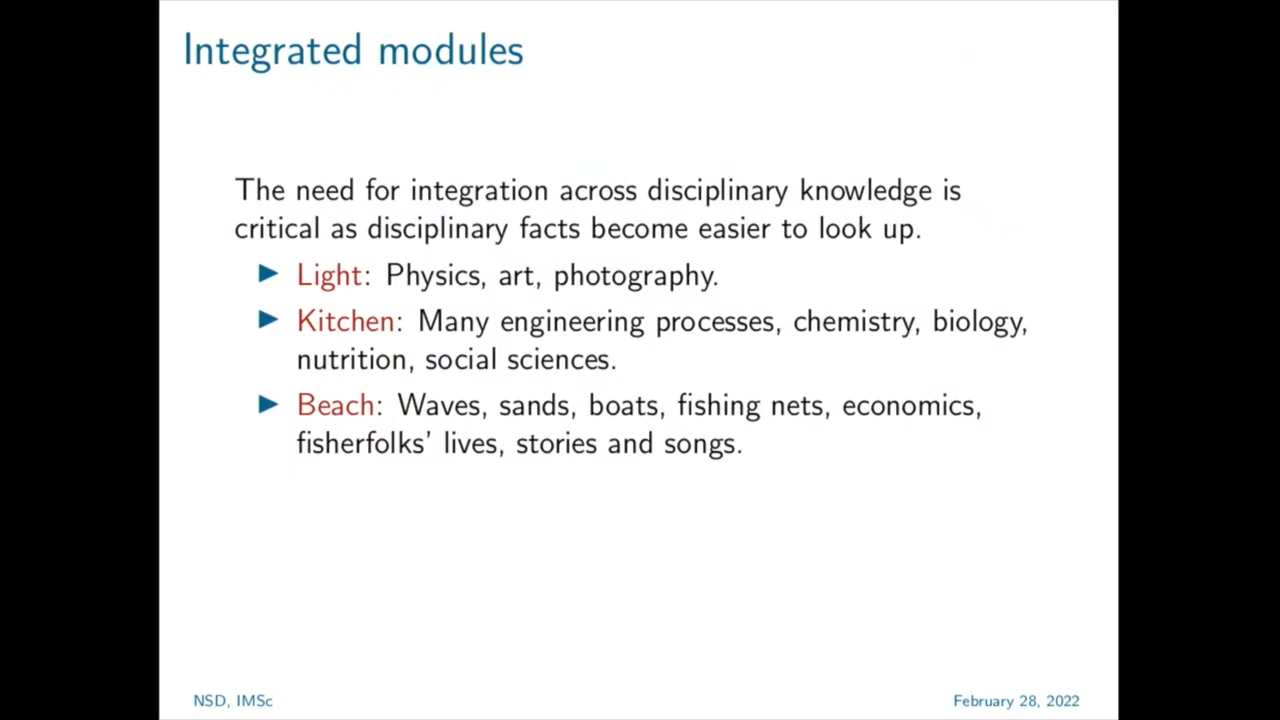 Integrated modules
The need for integration across disciplinary knowledge is
critical as disciplinary facts become easier to look up.
▶ Light: Physics, art, photography.
▶ Kitchen: Many engineering processes, chemistry, biology,
nutrition, social sciences.
▶ Beach: Waves, sands, boats, fishing nets, economics,
fisherfolks' lives, stories and songs.
NSD, IMSc
February 28, 2022